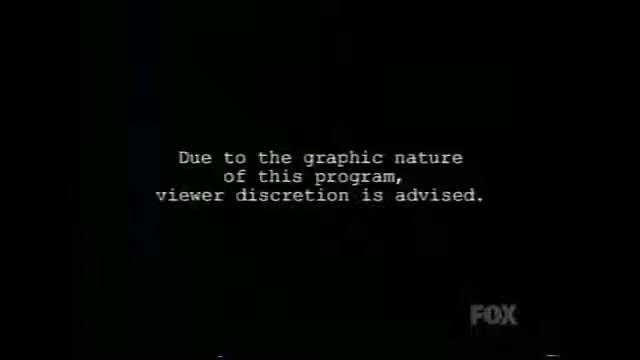 Due to the graphic nature
of this program,
viewer discretion is advised.
FOX